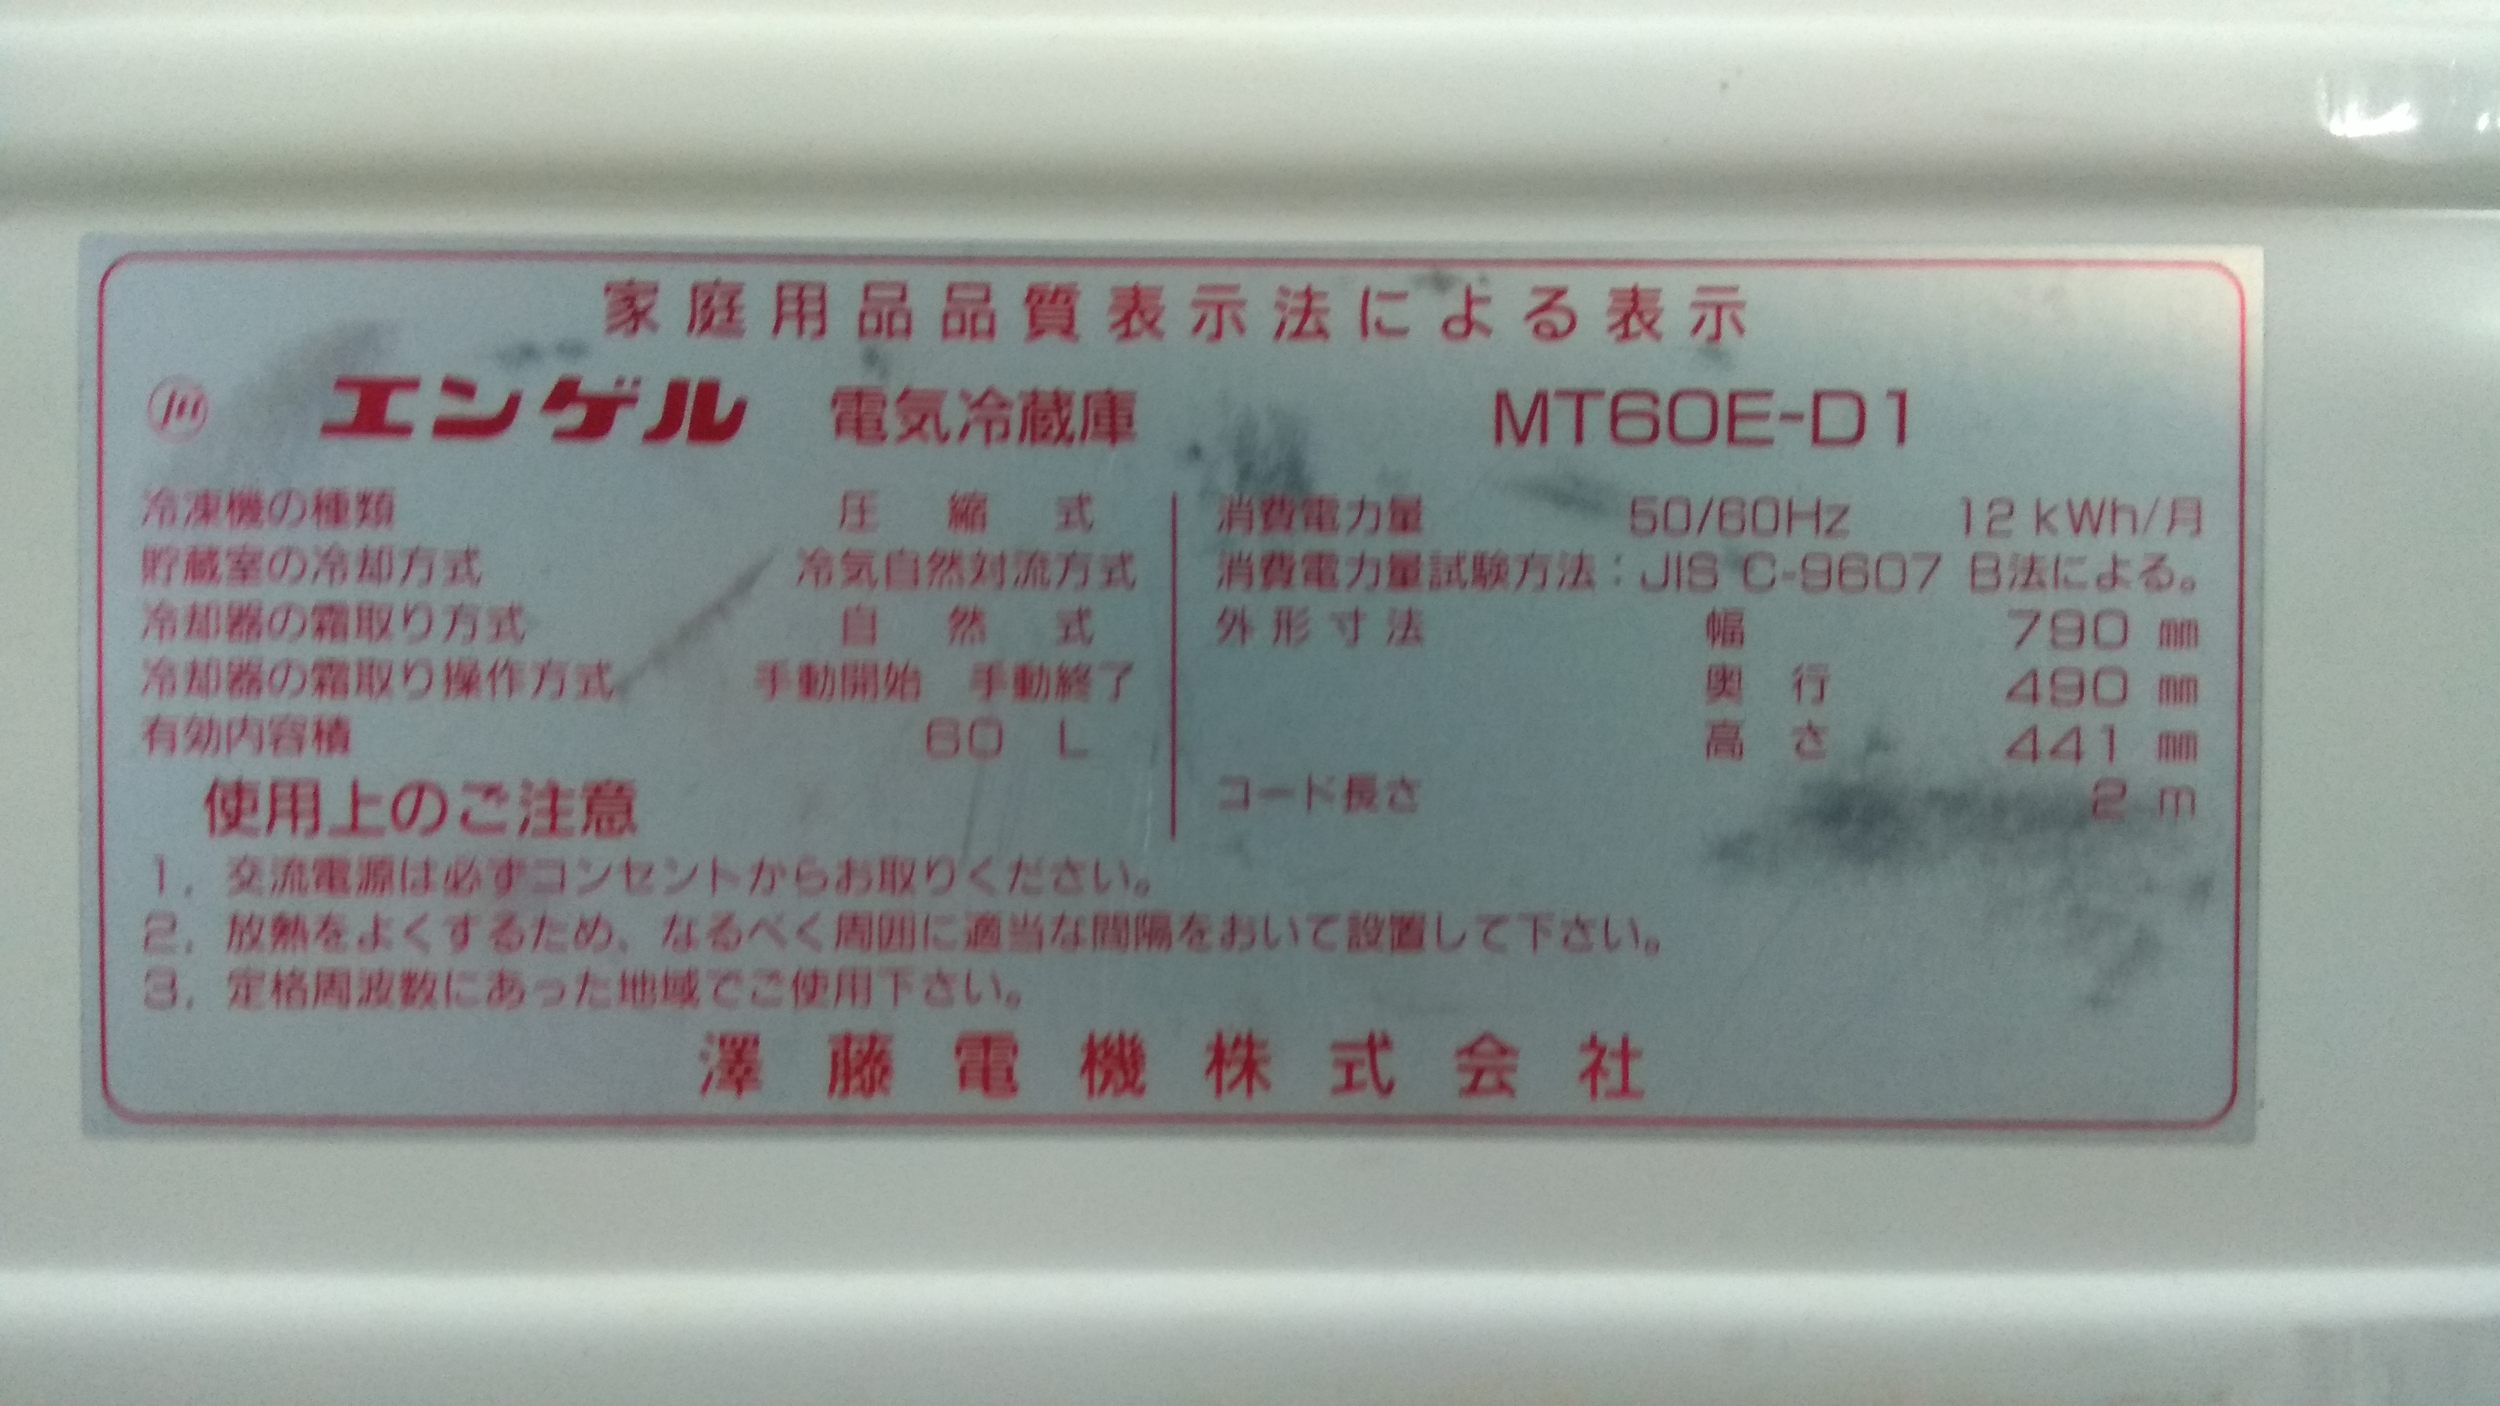 家庭用品品質表示法による表示
エンゲル 電気冷蔵庫 MT60E-D1
冷凍機の種類 圧縮式
貯蔵室の冷却方式 冷気自然対流方式
冷却器の霜取り方式 自然式
冷却器の霜取り操作方式 手動開始 手動終了
有効内容積 60 L
消費電力量 50/60Hz 12 kWh/月
消費電力量試験方法：JIS C-9607 B法による。
外形寸法 幅 790 mm
奥行 490 mm
高さ 441 mm
コード長さ 2 m
使用上のご注意
1. 交流電源は必ずコンセントからお取りください。
2. 放熱をよくするため、なるべく周囲に適当な間隔をおいて設置して下さい。
3. 定格周波数にあった地域でご使用下さい。
澤藤電機株式会社